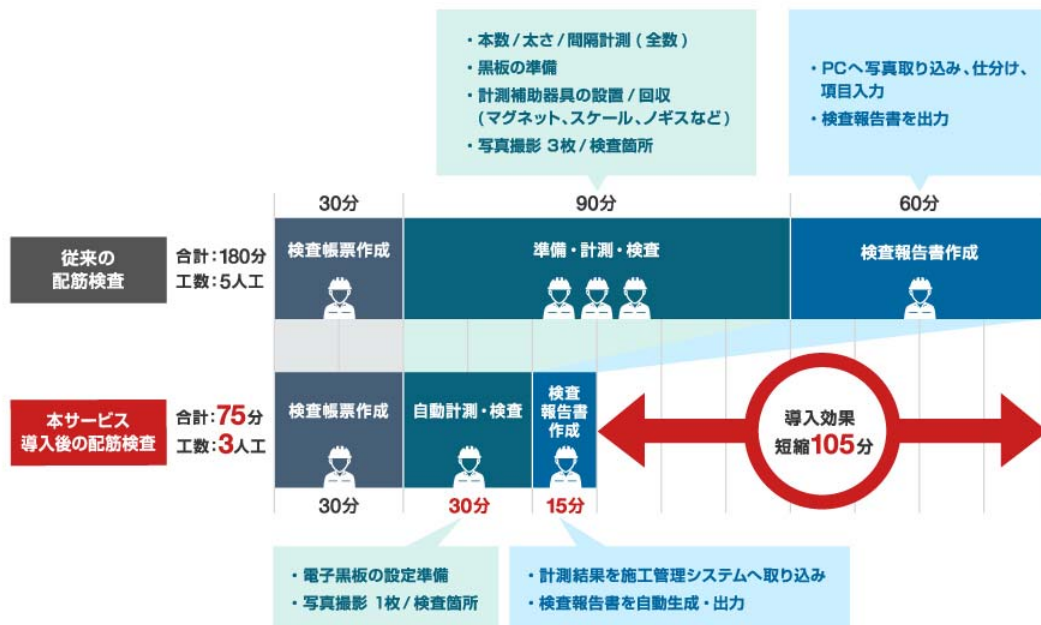 ・本数 / 太さ / 間隔計測 ( 全数 )
・黒板の準備
・計測補助器具の設置 / 回収
(マグネット、スケール、ノギスなど )
・写真撮影 3枚 / 検査箇所
・PCへ写真取り込み、仕分け、
項目入力
・検査報告書を出力
30分
90分
60分
従来の
配筋検査
合計：180分
工数：5人工
検査帳票作成
準備・計測・検査
検査報告書作成
本サービス
導入後の配筋検査
合計：75分
工数：3人工
検査帳票作成
自動計測・検査
検査
報告書
作成
導入効果
短縮105分
30分
30分
15分
・電子黒板の設定準備
・写真撮影 1枚 / 検査箇所
・計測結果を施工管理システムへ取り込み
・検査報告書を自動生成・出力